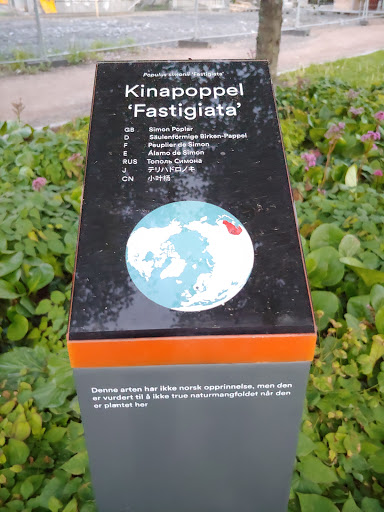 Populus simonii 'Fastigiata'
Kinapoppel
'Fastigiata'
GB Simon Poplar
D Säulenförmige Birken-Pappel
F Peuplier de Simon
E Álamo de Simon
RUS Тополь Симона
J テリハドロノキ
CN 小叶杨
Denne arten har ikke norsk opprinnelse, men den
er vurdert til å ikke true naturmangfoldet når den
er plantet her